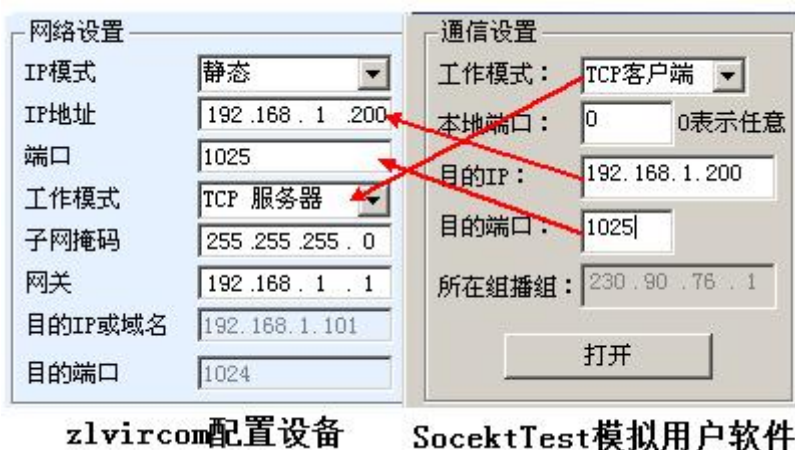 网络设置
IP模式 静态
IP地址 192 .168 . 1 .200
端口 1025
工作模式 TCP 服务器
子网掩码 255 .255 .255 . 0
网关 192 .168 . 1 . 1
目的IP或域名 192.168.1.101
目的端口 1024
zlvircom配置设备
通信设置
工作模式： TCP客户端
本地端口： 0 0表示任意
目的IP： 192.168.1.200
目的端口： 1025
所在组播组： 230 . 90 . 76 . 1
打开
SocektTest模拟用户软件